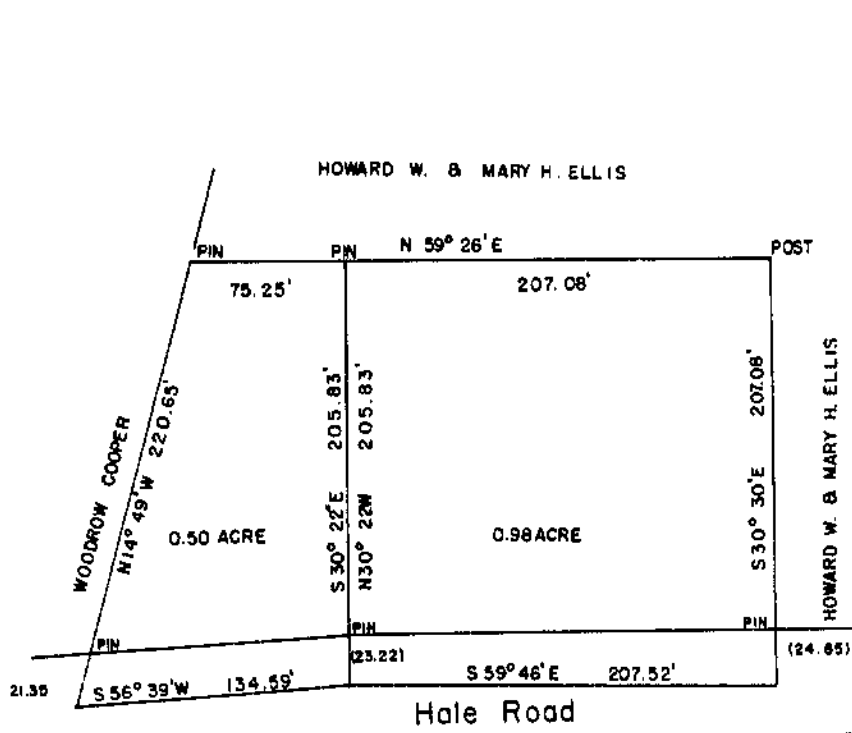 HOWARD W. & MARY H. ELLIS
PIN
PIN
N 59° 26' E
POST
75.25'
207.08'
WOODROW COOPER
N14° 49' W 220.65'
205.83'
205.83'
S 30° 22' E
N30° 22W
207.08'
S 30° 30' E
HOWARD W. & MARY H. ELLIS
0.50 ACRE
0.98 ACRE
PIN
PIN
PIN
(23.22)
(24.65)
21.35
S 56° 39' W 134.59'
S 59° 46' E 207.52'
Hale Road